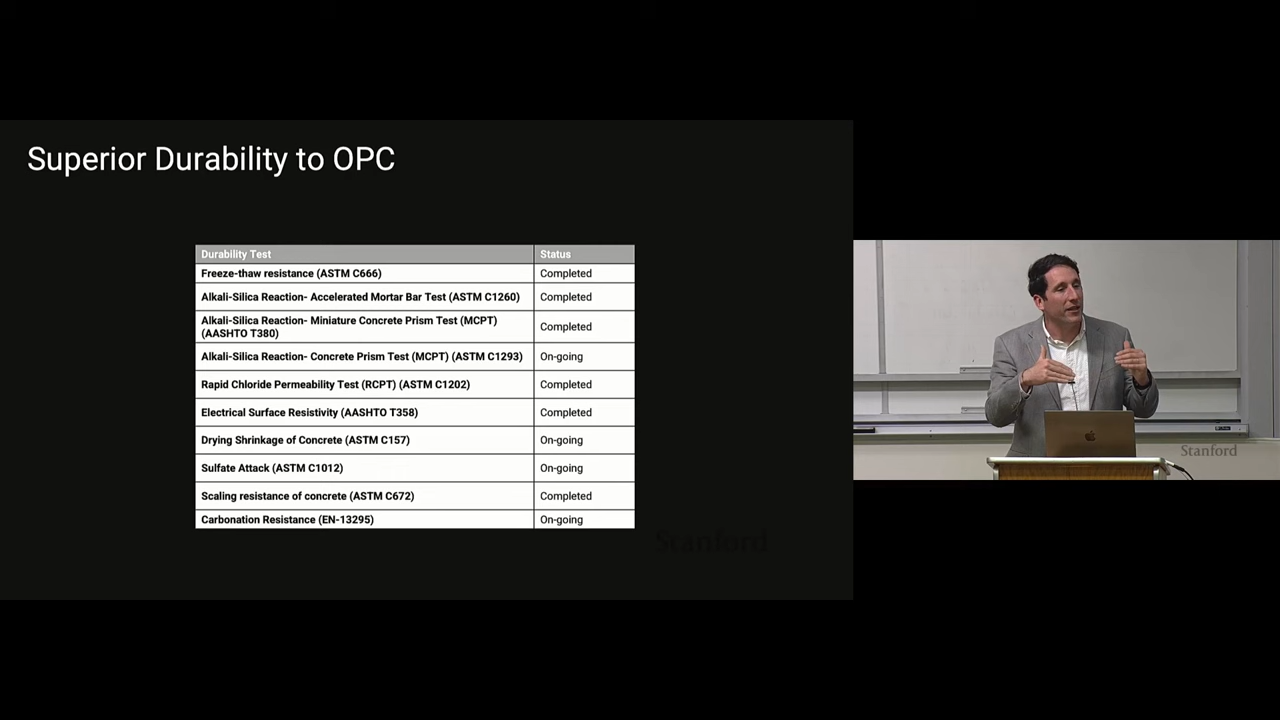 Superior Durability to OPC
Durability Test Status
Freeze-thaw resistance (ASTM C666) Completed
Alkali-Silica Reaction- Accelerated Mortar Bar Test (ASTM C1260) Completed
Alkali-Silica Reaction- Miniature Concrete Prism Test (MCPT)
(AASHTO T380) Completed
Alkali-Silica Reaction- Concrete Prism Test (MCPT) (ASTM C1293) On-going
Rapid Chloride Permeability Test (RCPT) (ASTM C1202) Completed
Electrical Surface Resistivity (AASHTO T358) Completed
Drying Shrinkage of Concrete (ASTM C157) On-going
Sulfate Attack (ASTM C1012) On-going
Scaling resistance of concrete (ASTM C672) Completed
Carbonation Resistance (EN-13295) On-going
Stanford
Stanford